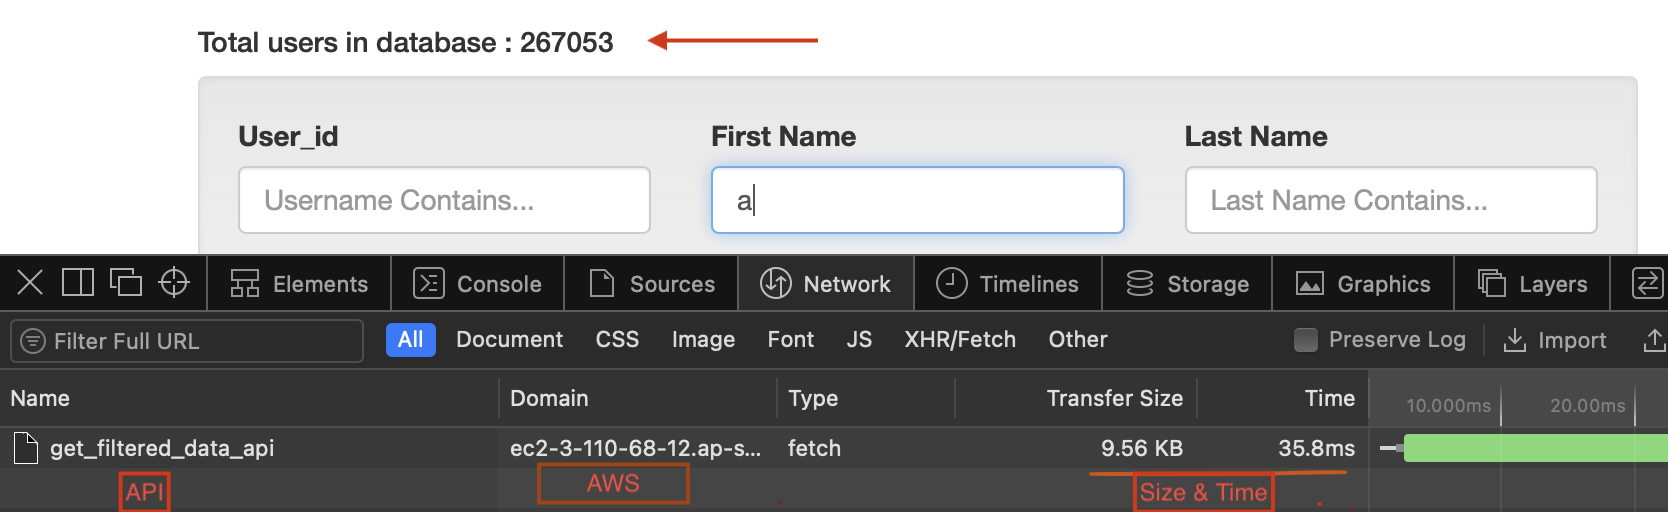 Total users in database : 267053
User_id First Name Last Name
Username Contains... a Last Name Contains...
Elements Console Sources Network Timelines Storage Graphics Layers
Filter Full URL All Document CSS Image Font JS XHR/Fetch Other Preserve Log Import
Name Domain Type Transfer Size Time 10.000ms 20.00ms
get_filtered_data_api ec2-3-110-68-12.ap-s... fetch 9.56 KB 35.8ms
API AWS Size & Time